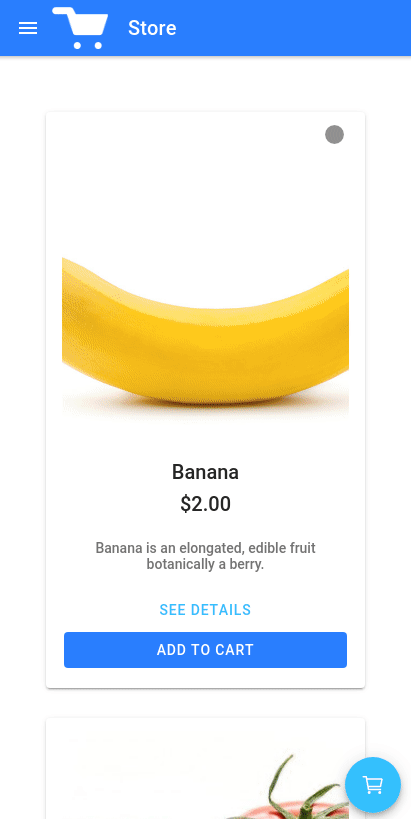 Store
Banana
$2.00
Banana is an elongated, edible fruit
botanically a berry.
SEE DETAILS
ADD TO CART